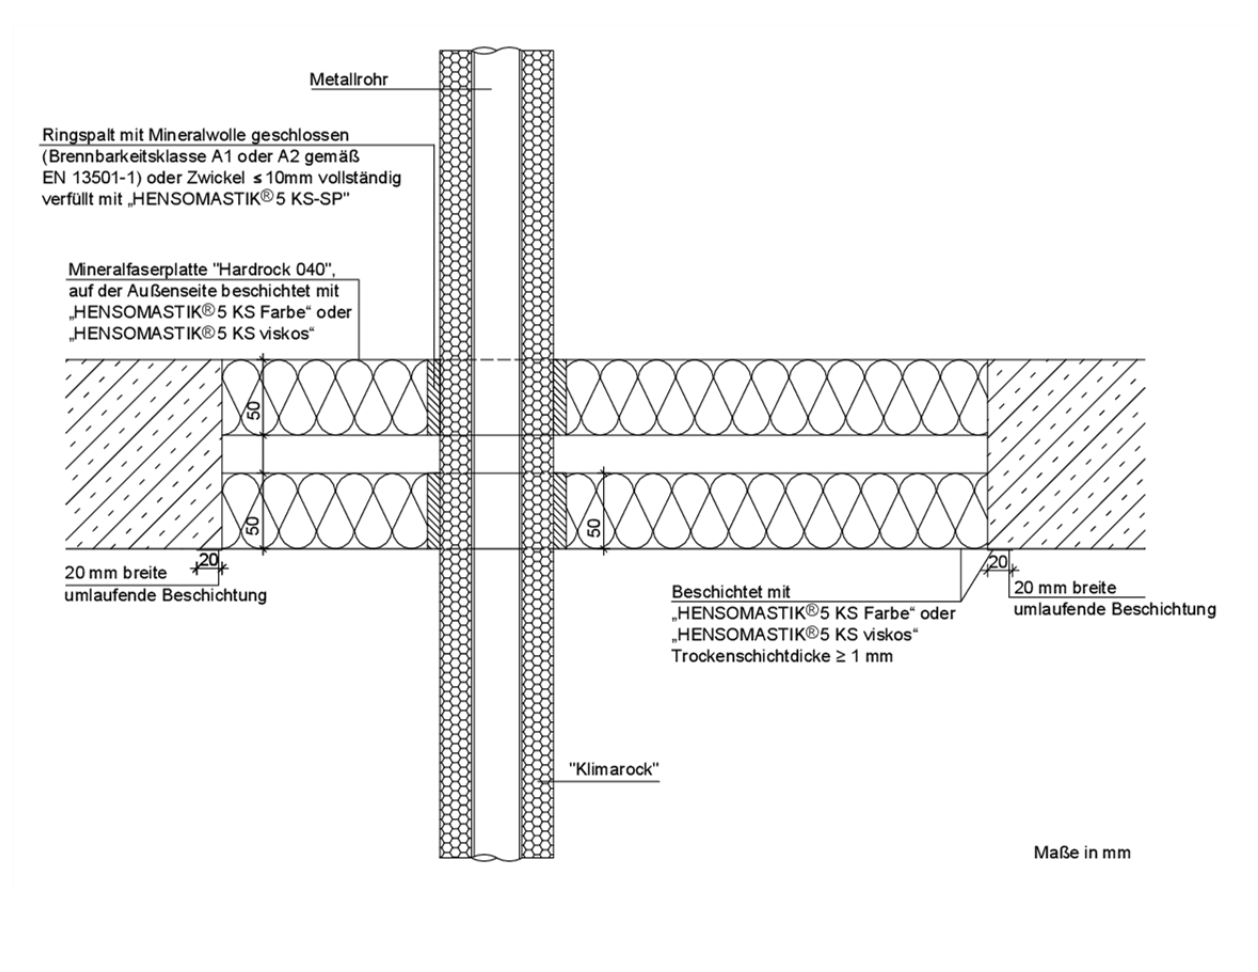 Metallrohr
Ringspalt mit Mineralwolle geschlossen
(Brennbarkeitsklasse A1 oder A2 gemäß
EN 13501-1) oder Zwickel ≤ 10mm vollständig
verfüllt mit „HENSOMASTIK® 5 KS-SP"
Mineralfaserplatte "Hardrock 040",
auf der Außenseite beschichtet mit
„HENSOMASTIK® 5 KS Farbe“ oder
„HENSOMASTIK® 5 KS viskos“
50
50
50
20
20 mm breite
umlaufende Beschichtung
Beschichtet mit
„HENSOMASTIK® 5 KS Farbe“ oder
„HENSOMASTIK® 5 KS viskos“
Trockenschichtdicke ≥ 1 mm
20
20 mm breite
umlaufende Beschichtung
"Klimarock"
Maße in mm